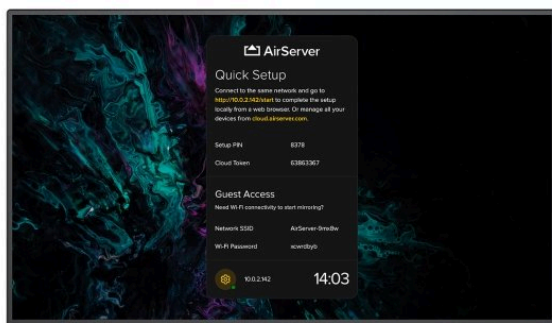 AirServer
Quick Setup
Connect to the same network and go to
http://10.0.2.142/start to complete the setup
locally from a web browser. Or manage all your
devices from cloud.airserver.com.
Setup PIN 8378
Cloud Token 63863367
Guest Access
Need Wi-Fi connectivity to start mirroring?
Network SSID
Wi-Fi Password xcwrdbyb
10.0.2.142 14:03